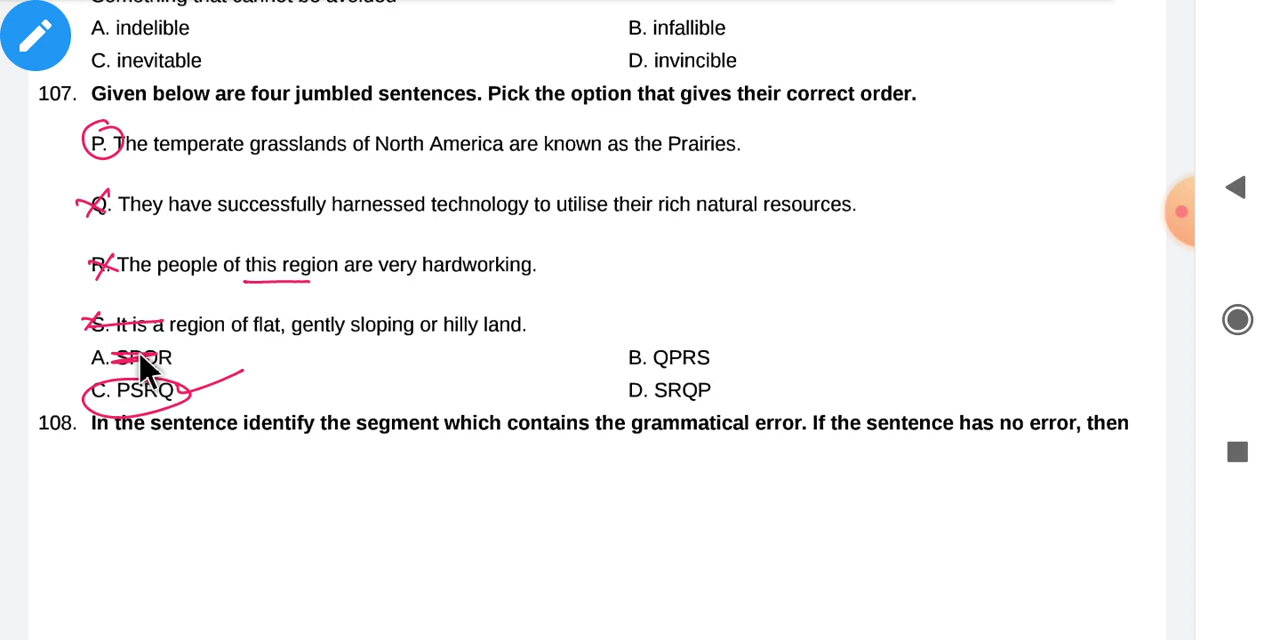 A. indelible B. infallible
C. inevitable D. invincible
107. Given below are four jumbled sentences. Pick the option that gives their correct order.
P. The temperate grasslands of North America are known as the Prairies.
Q. They have successfully harnessed technology to utilise their rich natural resources.
R. The people of this region are very hardworking.
S. It is a region of flat, gently sloping or hilly land.
A. SPQR B. QPRS
C. PSRQ D. SRQP
108. In the sentence identify the segment which contains the grammatical error. If the sentence has no error, then